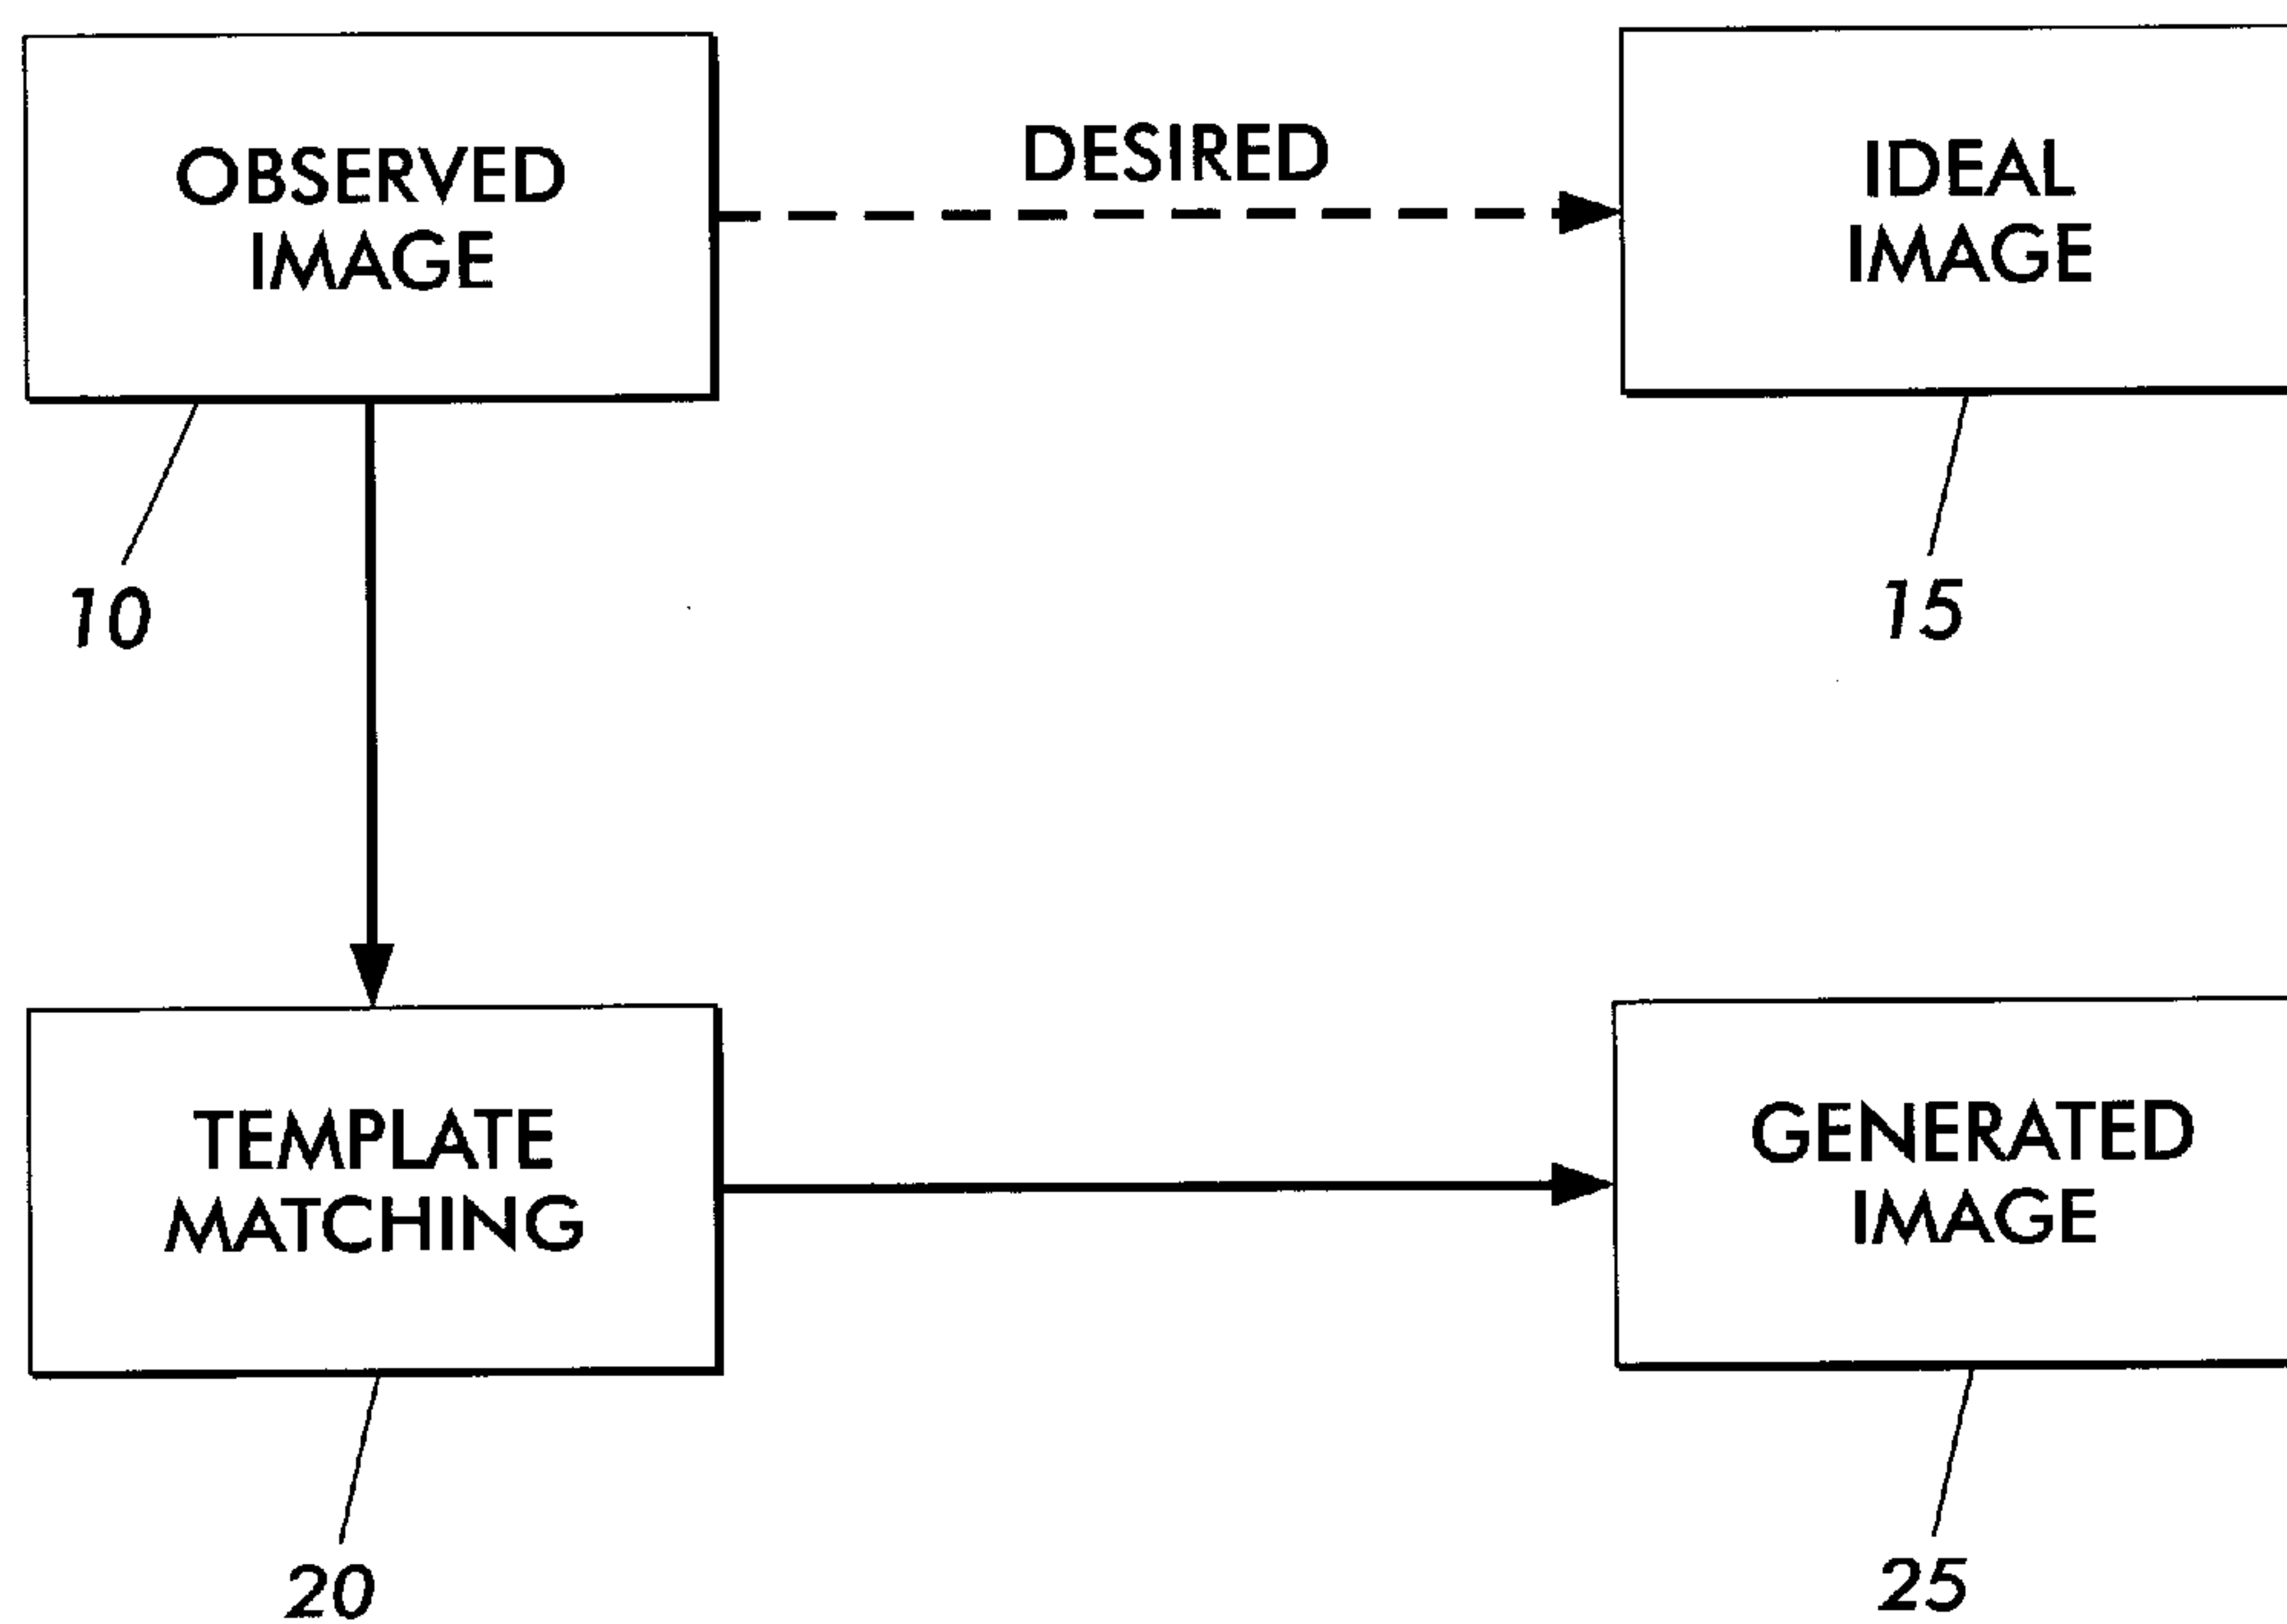 OBSERVED
IMAGE
DESIRED
IDEAL
IMAGE
10
15
TEMPLATE
MATCHING
GENERATED
IMAGE
20
25